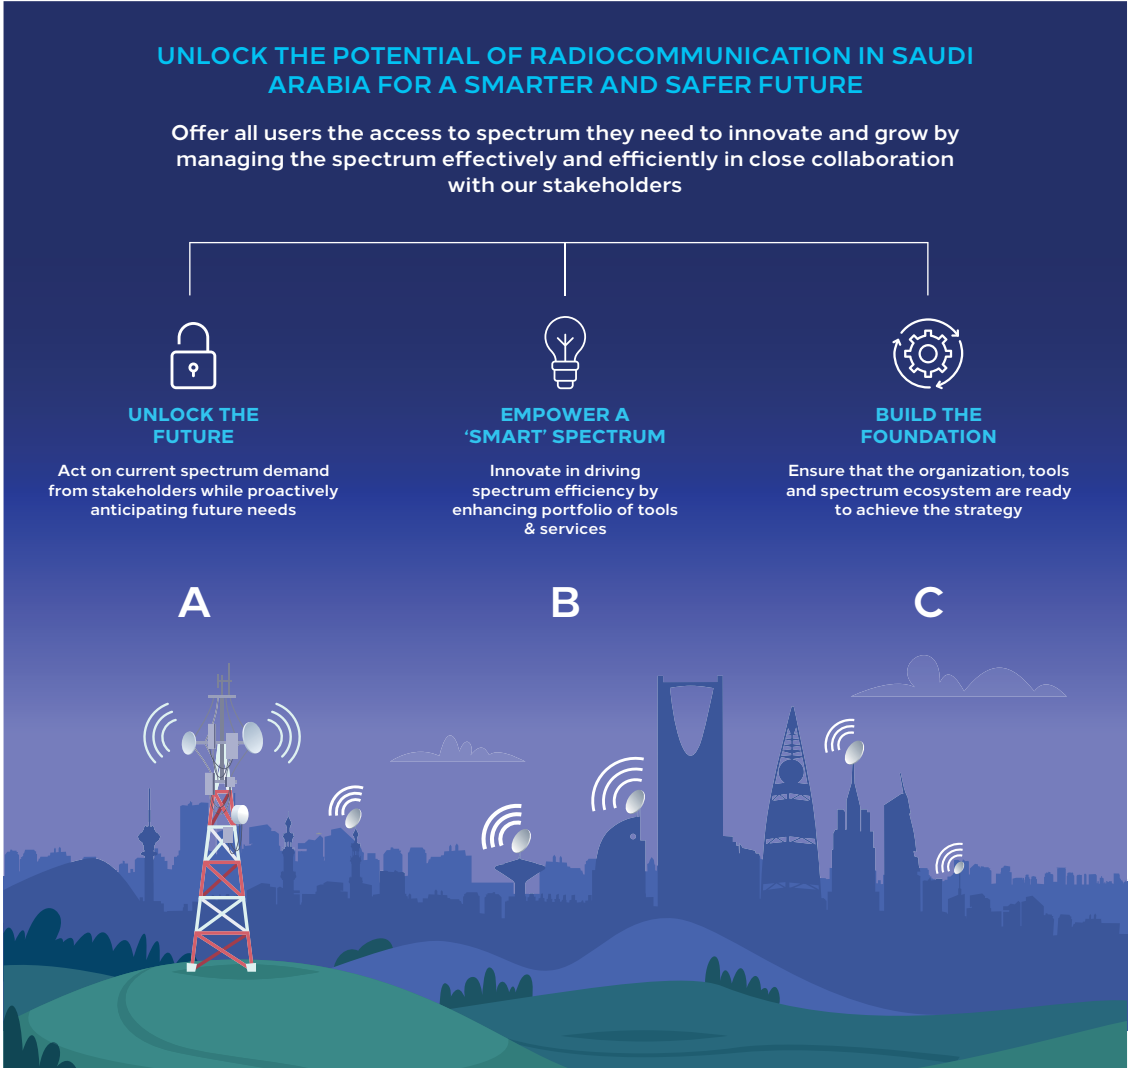 UNLOCK THE POTENTIAL OF RADIOCOMMUNICATION IN SAUDI
ARABIA FOR A SMARTER AND SAFER FUTURE
Offer all users the access to spectrum they need to innovate and grow by
managing the spectrum effectively and efficiently in close collaboration
with our stakeholders
UNLOCK THE
FUTURE
Act on current spectrum demand
from stakeholders while proactively
anticipating future needs
A
EMPOWER A
‘SMART’ SPECTRUM
Innovate in driving
spectrum efficiency by
enhancing portfolio of tools
& services
B
BUILD THE
FOUNDATION
Ensure that the organization, tools
and spectrum ecosystem are ready
to achieve the strategy
C